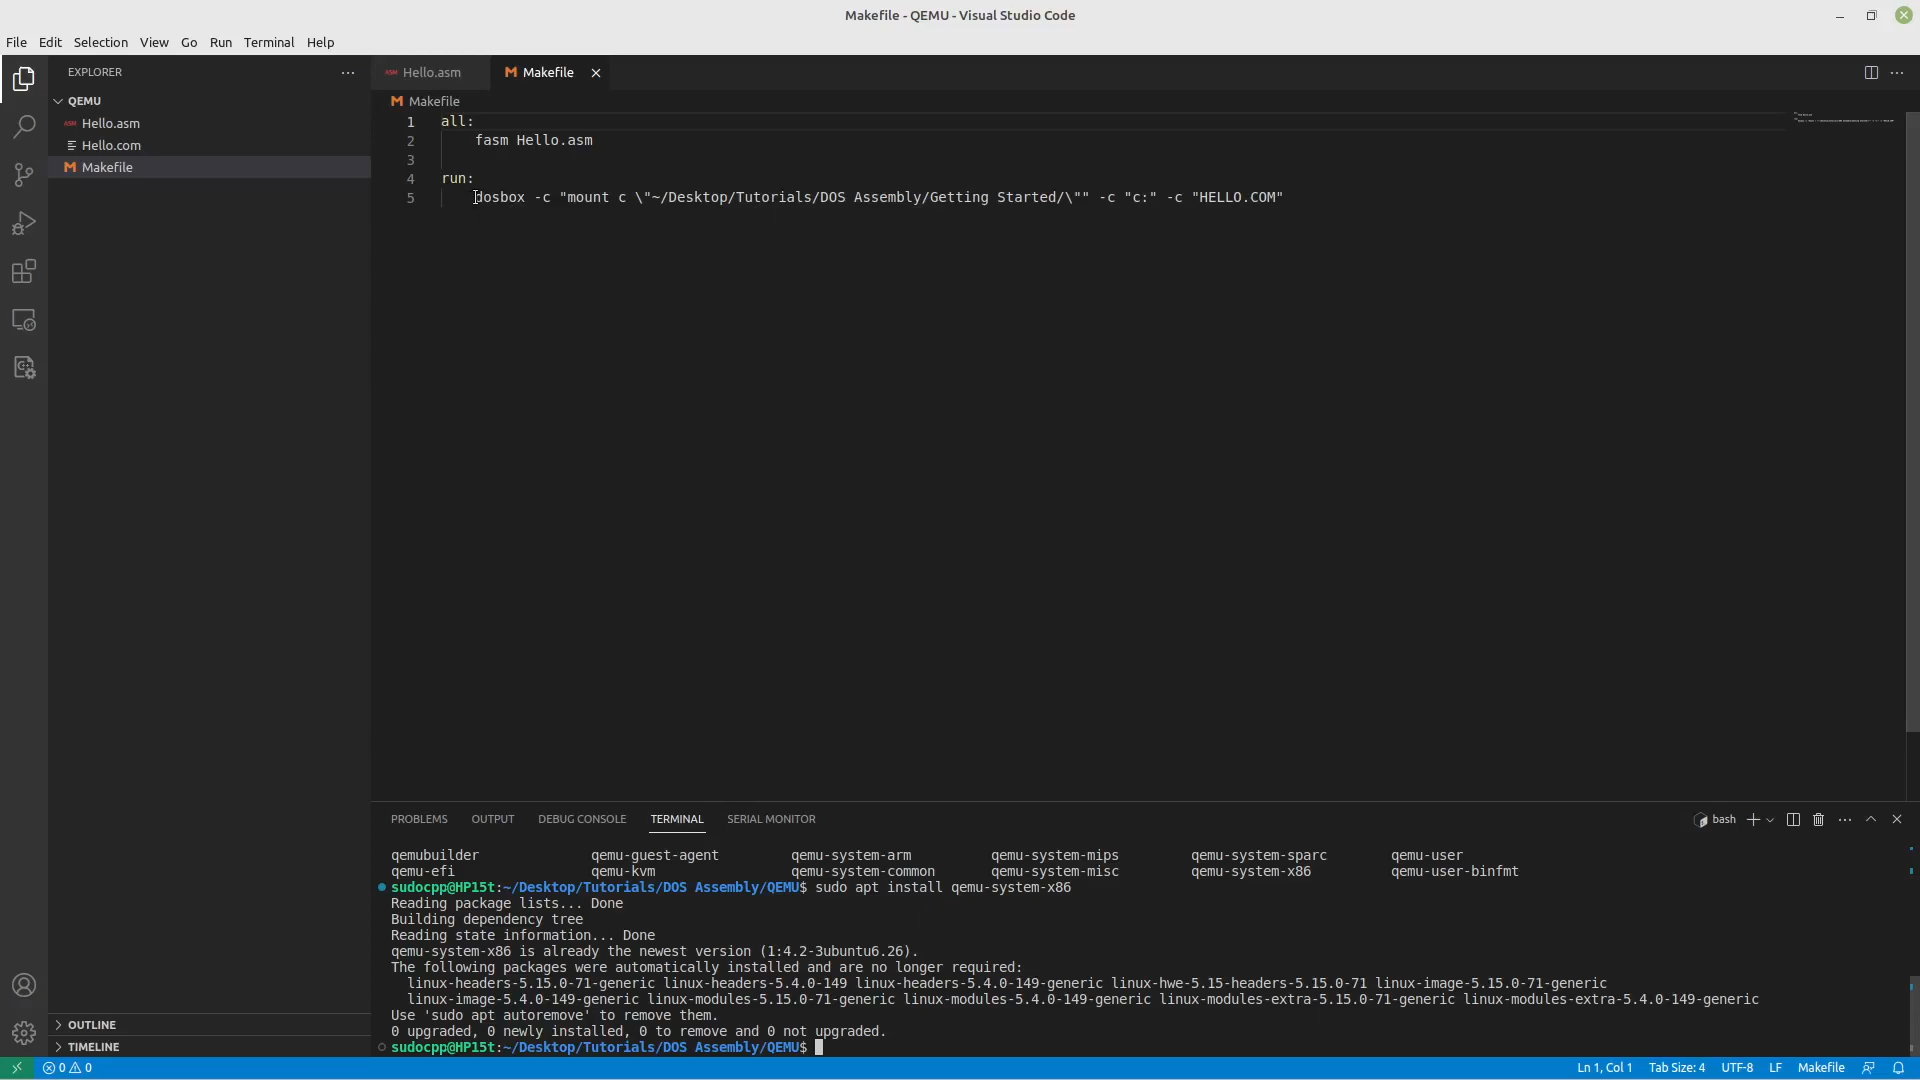 Makefile - QEMU - Visual Studio Code
File Edit Selection View Go Run Terminal Help
EXPLORER
QEMU
ASM Hello.asm
Hello.com
M Makefile
OUTLINE
TIMELINE
ASM Hello.asm M Makefile
M Makefile
1 all:
2 fasm Hello.asm
3
4 run:
5 dosbox -c "mount c \"~/Desktop/Tutorials/DOS Assembly/Getting Started/\"" -c "c:" -c "HELLO.COM"
PROBLEMS OUTPUT DEBUG CONSOLE TERMINAL SERIAL MONITOR
bash
qemubuilder qemu-guest-agent qemu-system-arm qemu-system-mips qemu-system-sparc qemu-user
qemu-efi qemu-kvm qemu-system-common qemu-system-misc qemu-system-x86 qemu-user-binfmt
sudocpp@HP15t:~/Desktop/Tutorials/DOS Assembly/QEMU$ sudo apt install qemu-system-x86
Reading package lists... Done
Building dependency tree
Reading state information... Done
qemu-system-x86 is already the newest version (1:4.2-3ubuntu6.26).
The following packages were automatically installed and are no longer required:
linux-headers-5.15.0-71-generic linux-headers-5.4.0-149 linux-headers-5.4.0-149-generic linux-hwe-5.15-headers-5.15.0-71 linux-image-5.15.0-71-generic
linux-image-5.4.0-149-generic linux-modules-5.15.0-71-generic linux-modules-5.4.0-149-generic linux-modules-extra-5.15.0-71-generic linux-modules-extra-5.4.0-149-generic
Use 'sudo apt autoremove' to remove them.
0 upgraded, 0 newly installed, 0 to remove and 0 not upgraded.
sudocpp@HP15t:~/Desktop/Tutorials/DOS Assembly/QEMU$
0 0 Ln 1, Col 1 Tab Size: 4 UTF-8 LF Makefile